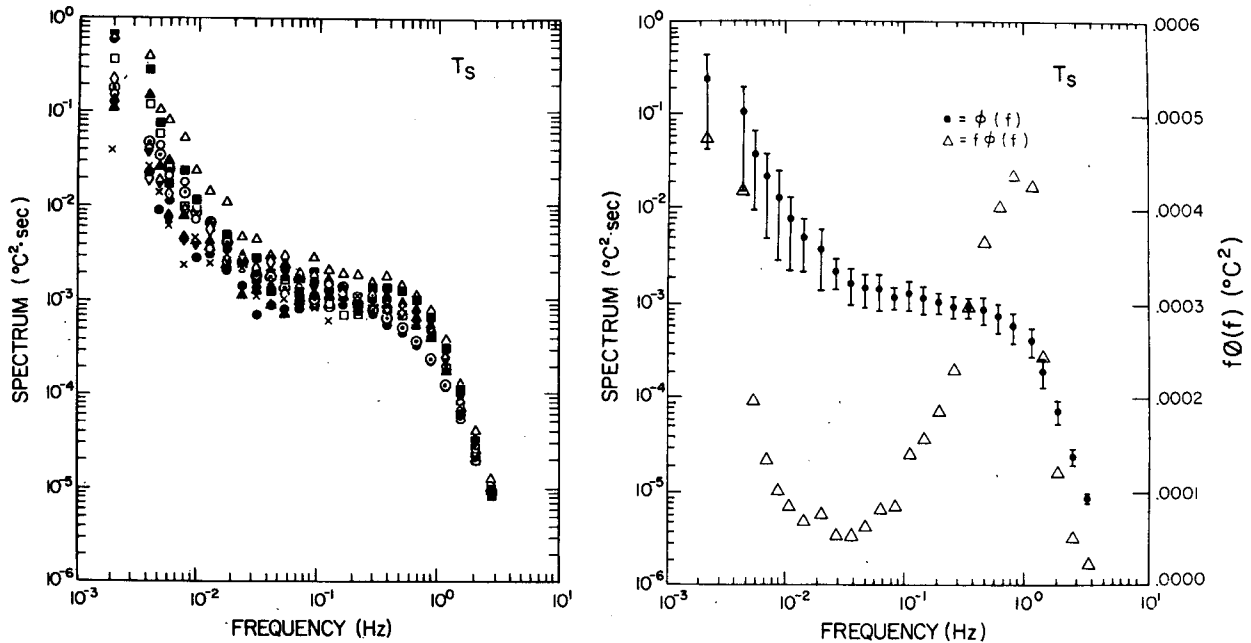 10⁰
10⁻¹
10⁻²
10⁻³
10⁻⁴
10⁻⁵
10⁻⁶
SPECTRUM (°C²·sec)
T_S
10⁻³ 10⁻² 10⁻¹ 10⁰ 10¹
FREQUENCY (Hz)
10⁰
10⁻¹
10⁻²
10⁻³
10⁻⁴
10⁻⁵
10⁻⁶
SPECTRUM (°C²·sec)
T_S
● = ϕ (f)
△ = f ϕ (f)
.0006
.0005
.0004
.0003
.0002
.0001
.0000
fØ(f) (°C²)
10⁻³ 10⁻² 10⁻¹ 10⁰ 10¹
FREQUENCY (Hz)